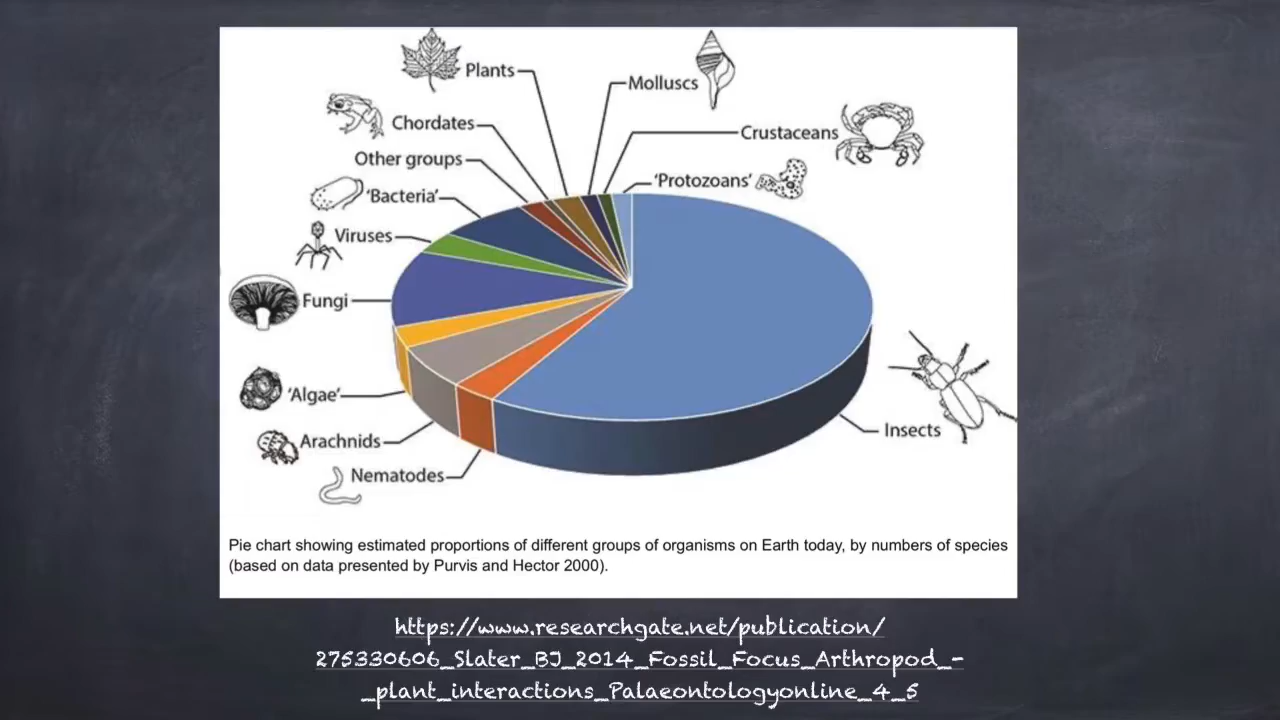 Plants
Molluscs
Chordates
Crustaceans
Other groups
'Protozoans'
'Bacteria'
Viruses
Fungi
'Algae'
Arachnids
Insects
Nematodes
Pie chart showing estimated proportions of different groups of organisms on Earth today, by numbers of species
(based on data presented by Purvis and Hector 2000).
https://www.researchgate.net/publication/
275330606_Slater_BJ_2014_Fossil_Focus_Arthropod_-
_plant_interactions_Palaeontologyonline_4_5